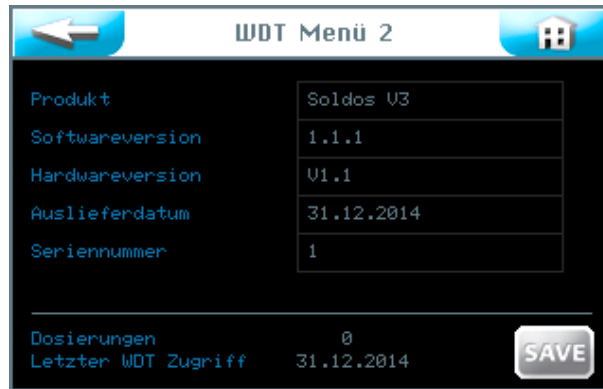 WDT Menü 2
Produkt Soldos V3
Softwareversion 1.1.1
Hardwareversion V1.1
Auslieferdatum 31.12.2014
Seriennummer 1
Dosierungen 0
Letzter WDT Zugriff 31.12.2014
SAVE